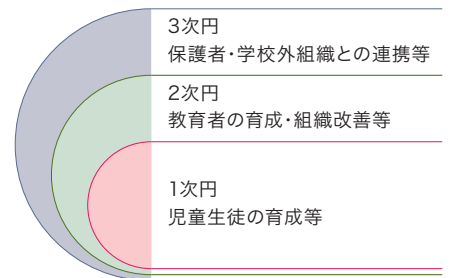 3次円
保護者・学校外組織との連携等
2次円
教育者の育成・組織改善等
1次円
児童生徒の育成等